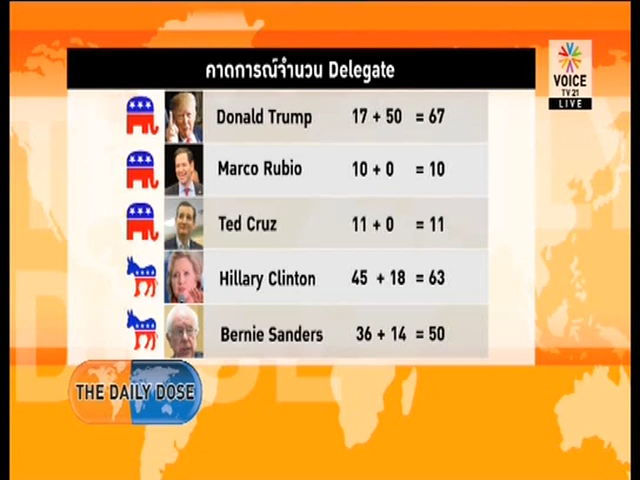 คาดการณ์จำนวน Delegate
VOICE
TV 21
LIVE
Donald Trump 17 + 50 = 67
Marco Rubio 10 + 0 = 10
Ted Cruz 11 + 0 = 11
Hillary Clinton 45 + 18 = 63
Bernie Sanders 36 + 14 = 50
THE DAILY DOSE